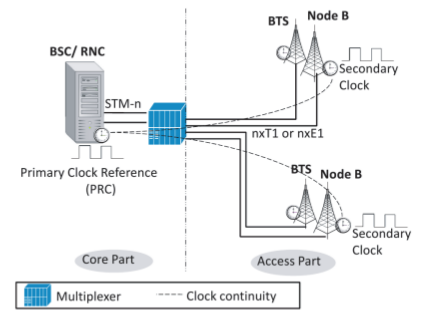 BTS
Node B
BSC/ RNC
Secondary
Clock
STM-n
nxT1 or nxE1
Primary Clock Reference
(PRC)
BTS
Node B
Secondary
Clock
Core Part
Access Part
Multiplexer
Clock continuity